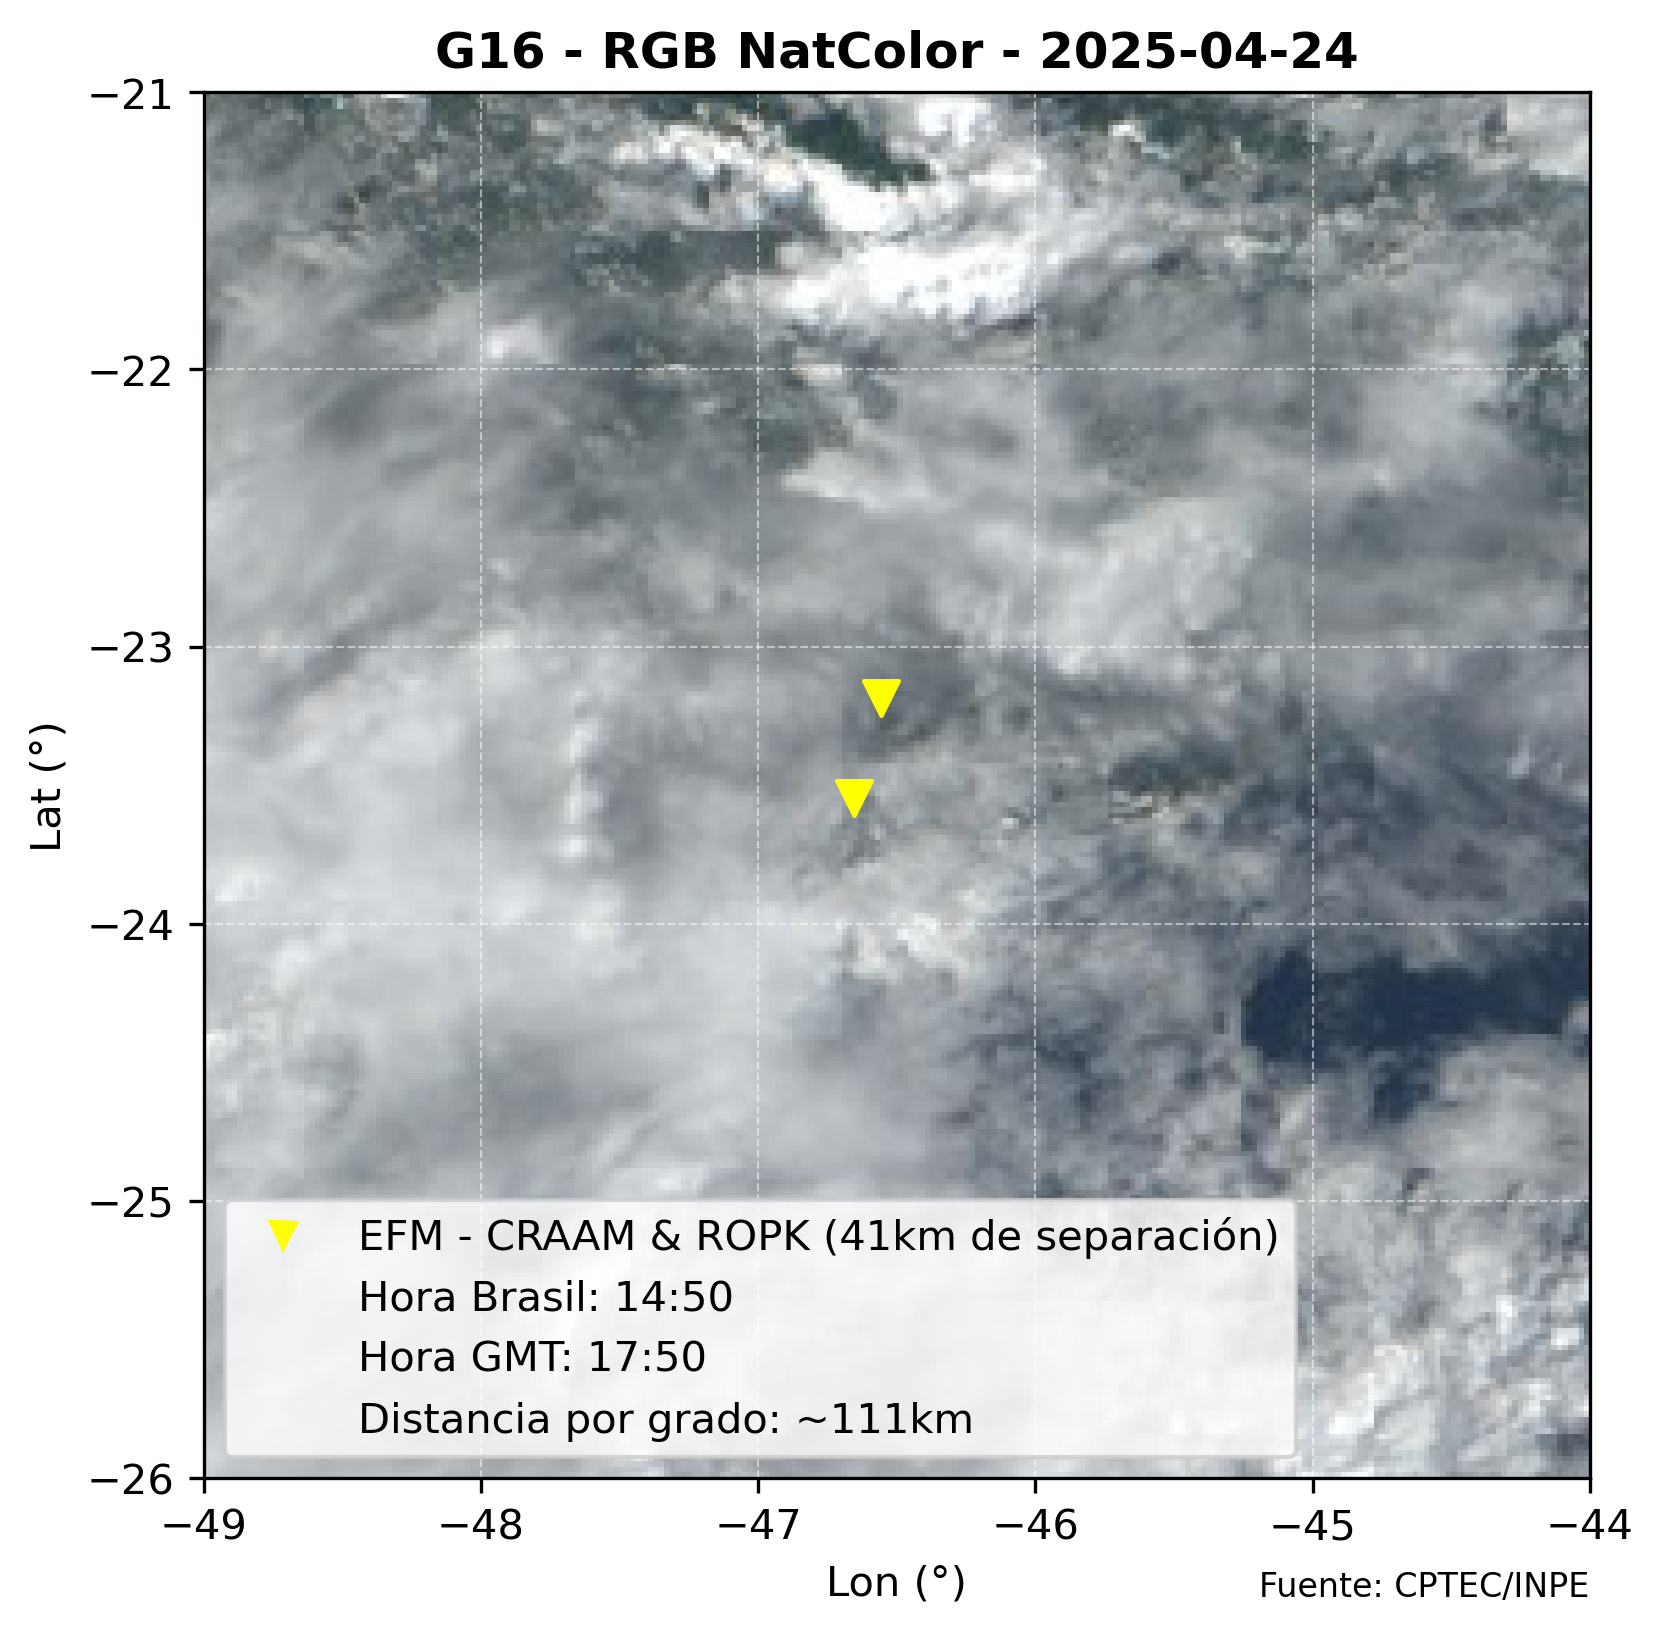 G16 - RGB NatColor - 2025-04-24
−21
−22
−23
−24
−25
−26
Lat (°)
EFM - CRAAM & ROPK (41km de separación)
Hora Brasil: 14:50
Hora GMT: 17:50
Distancia por grado: ~111km
−49
−48
−47
−46
−45
−44
Lon (°)
Fuente: CPTEC/INPE